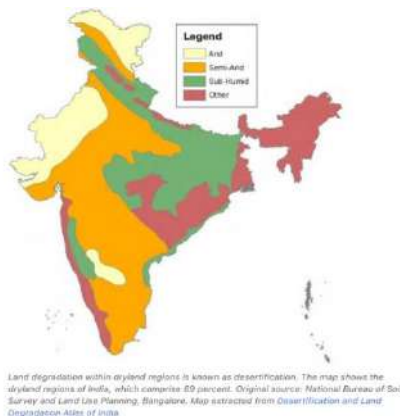 Legend
Arid
Semi-Arid
Sub-Humid
Other
Land degradation within dryland regions is known as desertification. The map shows the
dryland regions of India, which comprise 69 percent. Original source: National Bureau of Soil
Survey and Land Use Planning, Bangalore. Map extracted from Desertification and Land
Degradation Atlas of India